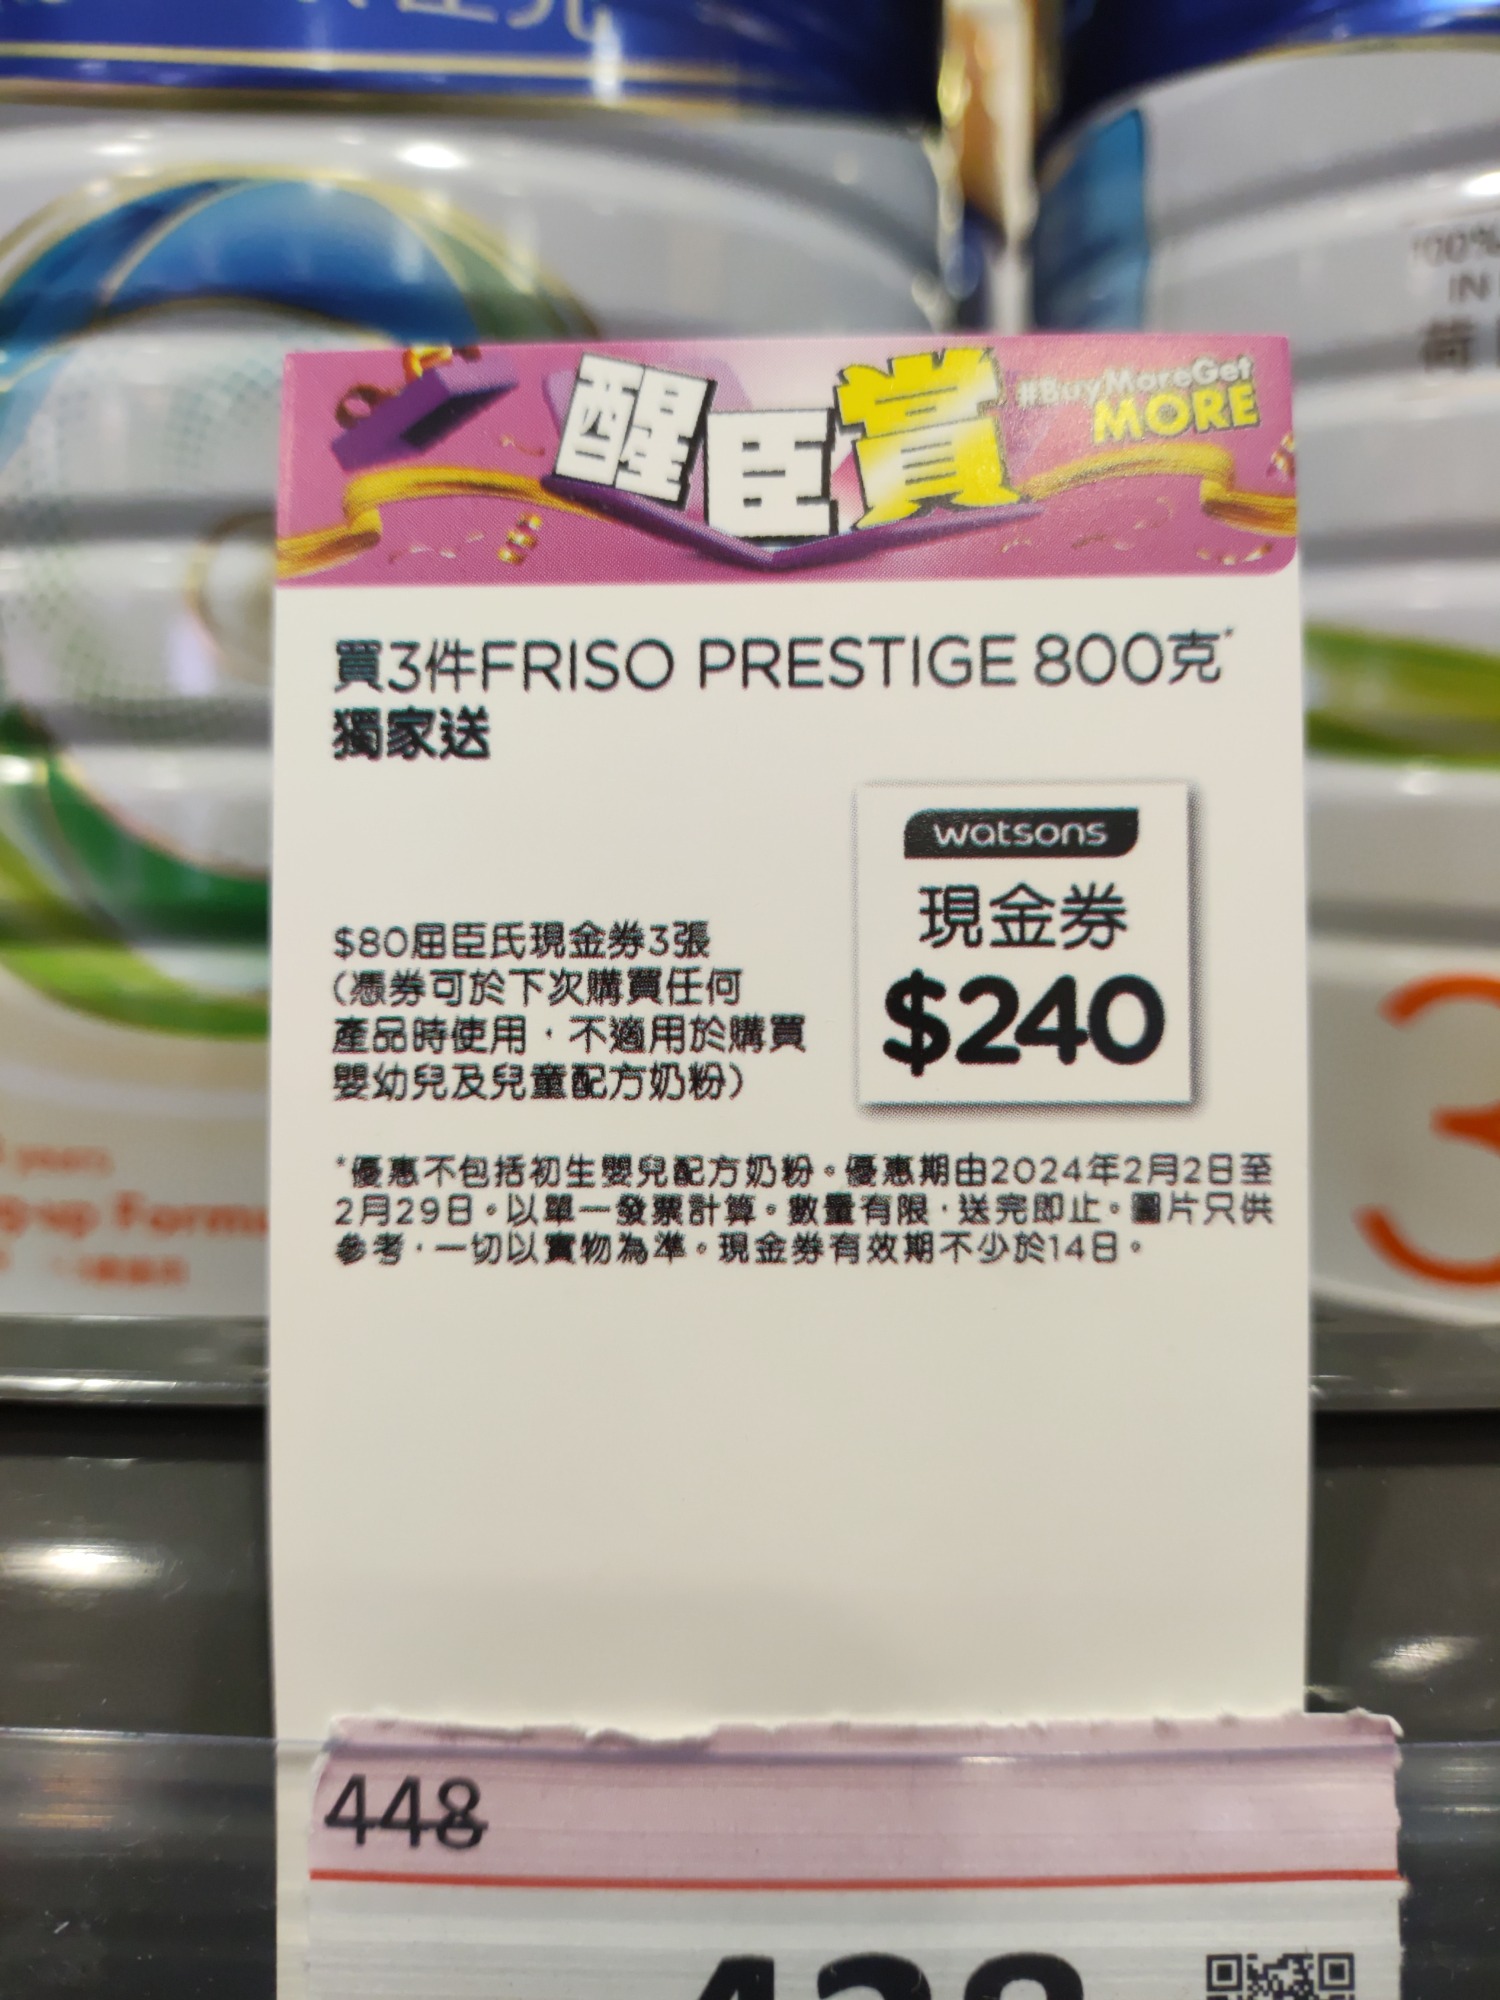 醒臣賞
#BuyMoreGet
MORE
買3件FRISO PRESTIGE 800克*
獨家送
watsons
現金券
$240
$80屈臣氏現金券3張
(憑券可於下次購買任何
產品時使用，不適用於購買
嬰幼兒及兒童配方奶粉)
*優惠不包括初生嬰兒配方奶粉。優惠期由2024年2月2日至
2月29日。以單一發票計算。數量有限，送完即止。圖片只供
參考，一切以實物為準。現金券有效期不少於14日。
448
100%
IN
荷
3